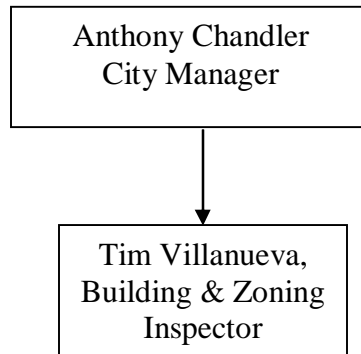 Anthony Chandler
City Manager
Tim Villanueva,
Building & Zoning
Inspector